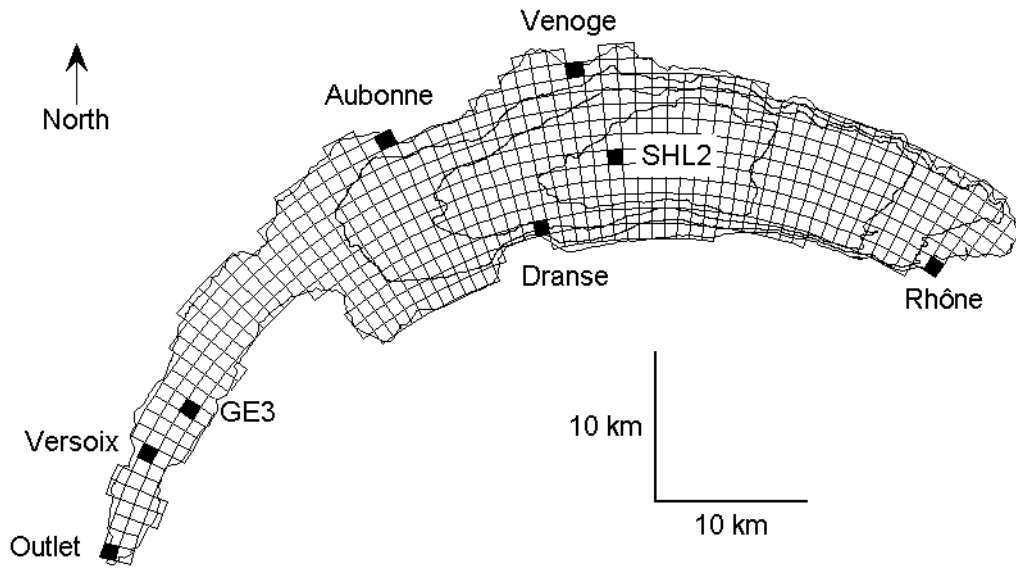 Venoge
Aubonne
North
SHL2
Dranse
Rhône
GE3
10 km
Versoix
10 km
Outlet